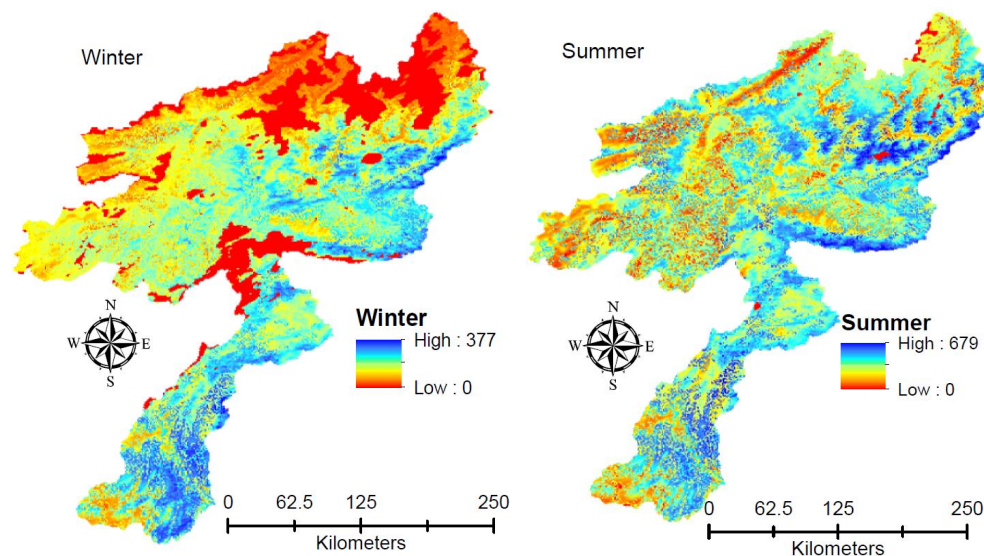 Winter
N
W E
S
Winter
High : 377
Low : 0
0 62.5 125 250
Kilometers
Summer
N
W E
S
Summer
High : 679
Low : 0
0 62.5 125 250
Kilometers